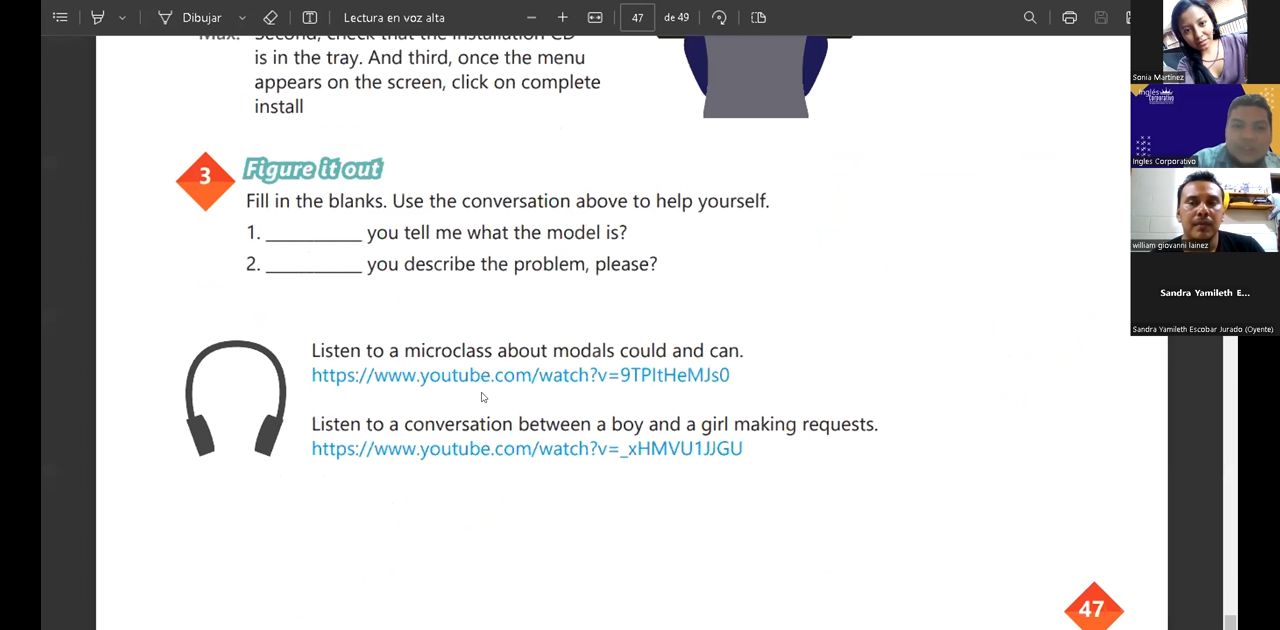 Dibujar
Lectura en voz alta
47
de 49
is in the tray. And third, once the menu
appears on the screen, click on complete
install
3
Figure it out
Fill in the blanks. Use the conversation above to help yourself.
1. __________ you tell me what the model is?
2. __________ you describe the problem, please?
Listen to a microclass about modals could and can.
https://www.youtube.com/watch?v=9TPItHeMJs0
Listen to a conversation between a boy and a girl making requests.
https://www.youtube.com/watch?v=_xHMVU1JJGU
47
Sonia Martínez
Inglés
Corporativo
Ingles Corporativo
william giovanni lainez
Sandra Yamileth E...
Sandra Yamileth Escobar Jurado (Oyente)